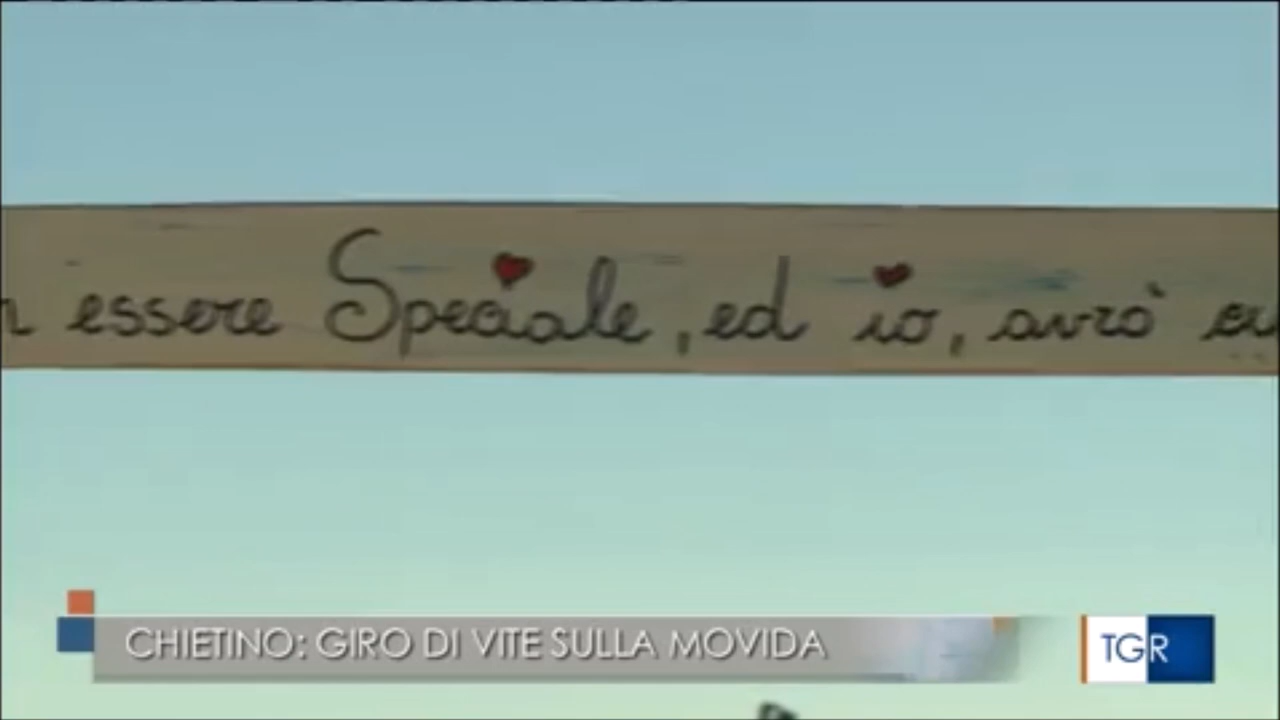 essere Speciale, ed io, avrò
CHIETINO: GIRO DI VITE SULLA MOVIDA
TGR